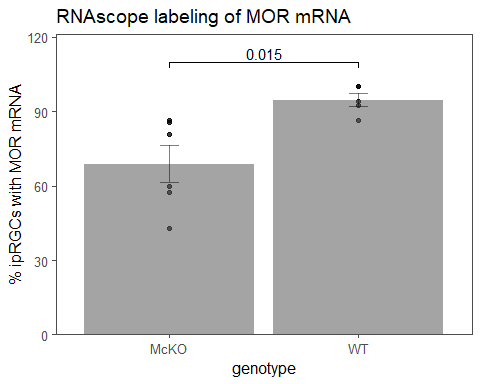 RNAscope labeling of MOR mRNA
120
0.015
90
% ipRGCs with MOR mRNA
60
30
0
McKO
WT
genotype